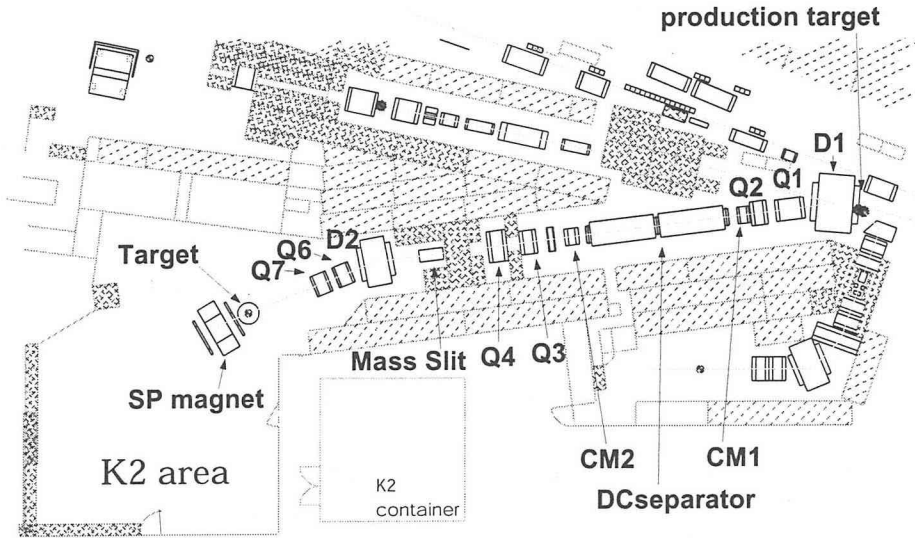 production target
D1
Q1
Q2
D2
Q6
Q7
Target
Mass Slit
Q4
Q3
SP magnet
CM2
CM1
DCseparator
K2 area
K2
container